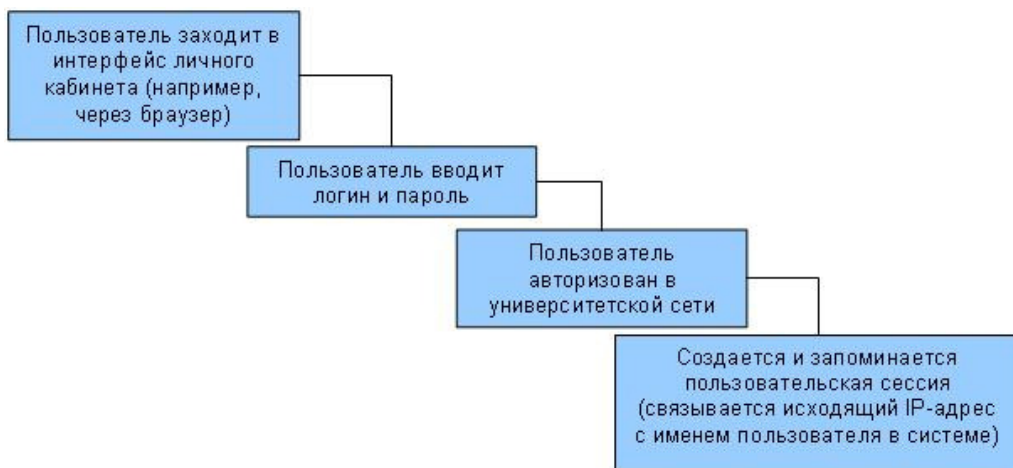 Пользователь заходит в
интерфейс личного
кабинета (например,
через браузер)
Пользователь вводит
логин и пароль
Пользователь
авторизован в
университетской сети
Создается и запоминается
пользовательская сессия
(связывается исходящий IP-адрес
с именем пользователя в системе)